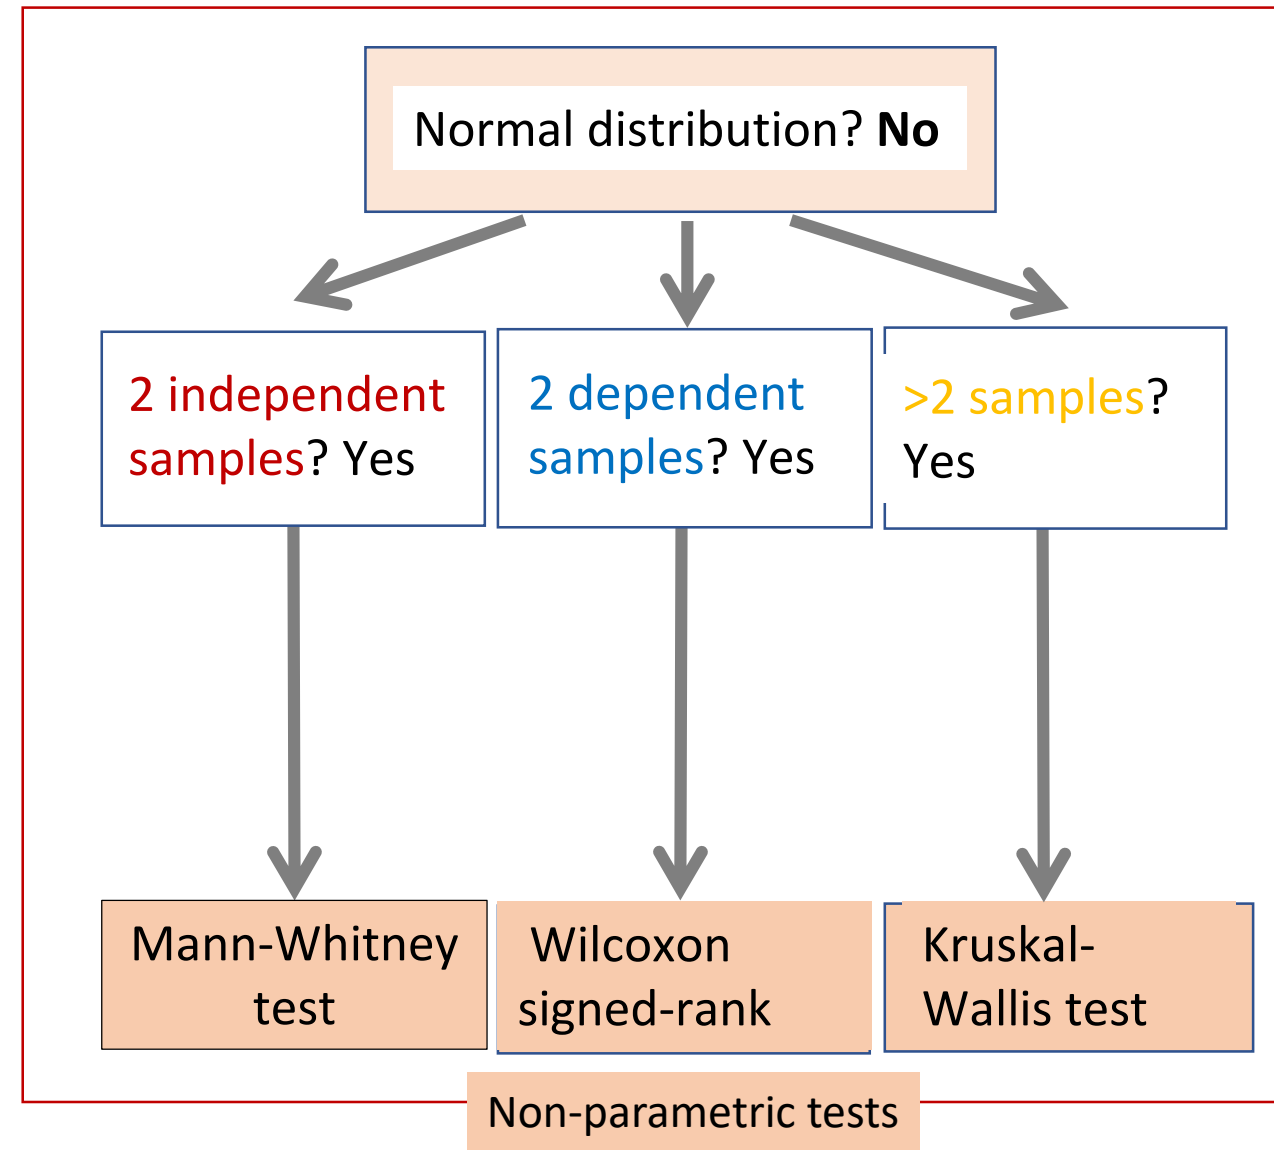 Normal distribution? No
2 independent
samples? Yes
2 dependent
samples? Yes
>2 samples?
Yes
Mann-Whitney
test
Wilcoxon
signed-rank
Kruskal-
Wallis test
Non-parametric tests